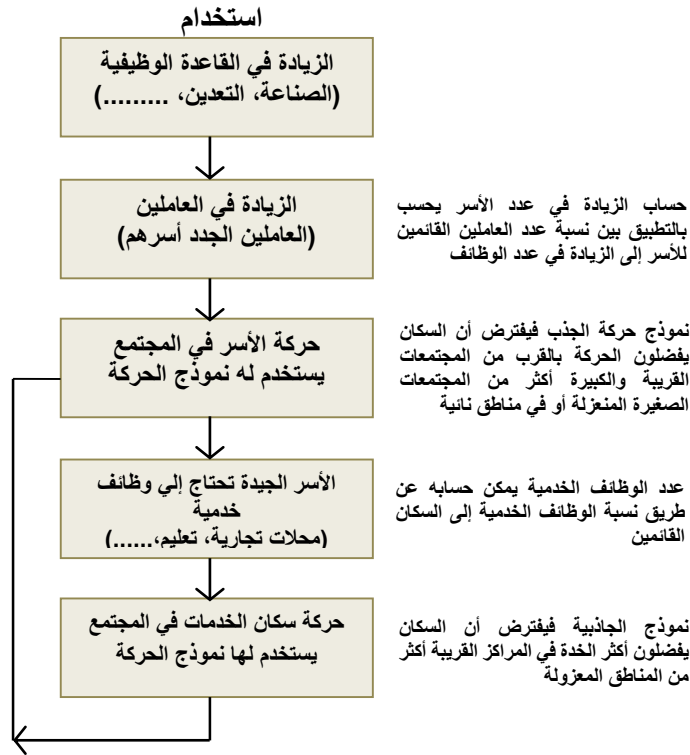 استخدام
الزيادة في القاعدة الوظيفية
(الصناعة، التعدين، .........)
الزيادة في العاملين
(العاملين الجدد أسرهم)
حساب الزيادة في عدد الأسر يحسب
بالتطبيق بين نسبة عدد العاملين القائمين
للأسر إلى الزيادة في عدد الوظائف
حركة الأسر في المجتمع
يستخدم له نموذج الحركة
نموذج حركة الجذب فيفترض أن السكان
يفضلون الحركة بالقرب من المجتمعات
القريبة والكبيرة أكثر من المجتمعات
الصغيرة المنعزلة أو في مناطق نائية
الأسر الجيدة تحتاج إلي وظائف
خدمية
(محلات تجارية، تعليم،......)
عدد الوظائف الخدمية يمكن حسابه عن
طريق نسبة الوظائف الخدمية إلى السكان
القائمين
حركة سكان الخدمات في المجتمع
يستخدم لها نموذج الحركة
نموذج الجاذبية فيفترض أن السكان
يفضلون أكثر الخدة في المراكز القريبة أكثر
من المناطق المعزولة